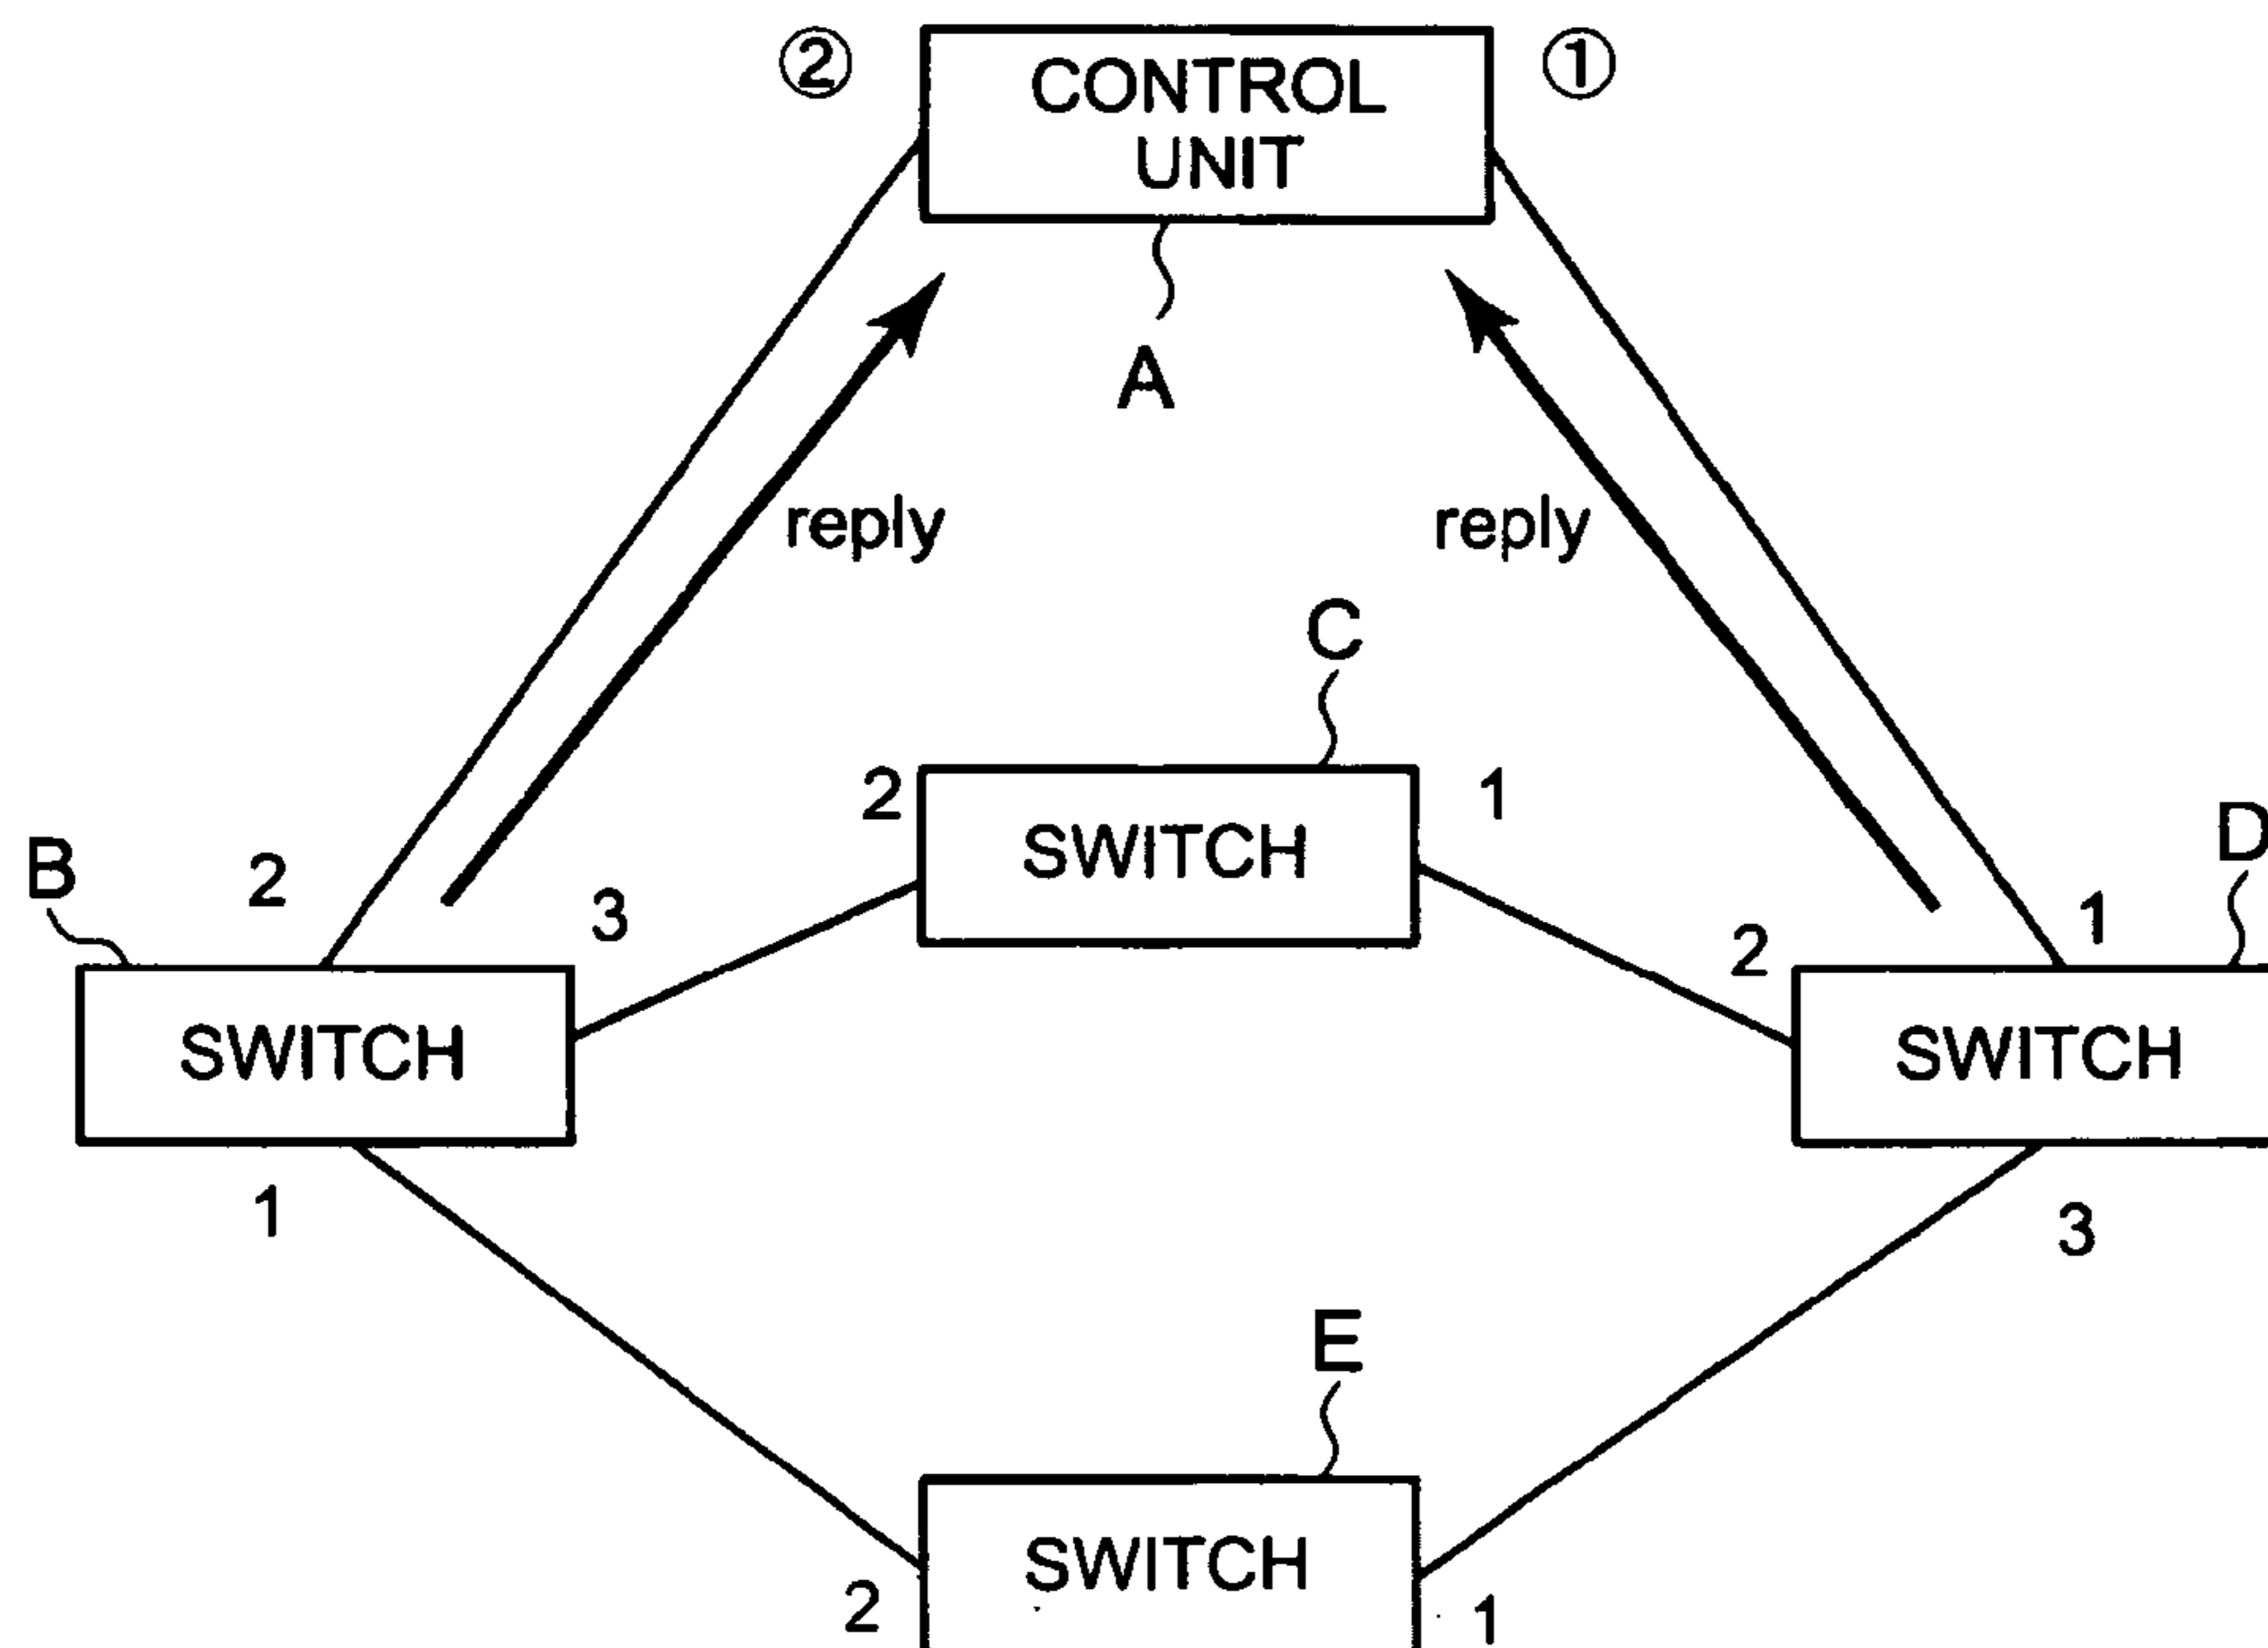 ② CONTROL UNIT ①
A
reply reply
C
2 SWITCH 1
B 2 3 2 1 D
SWITCH SWITCH
1 3
E
SWITCH
2 1